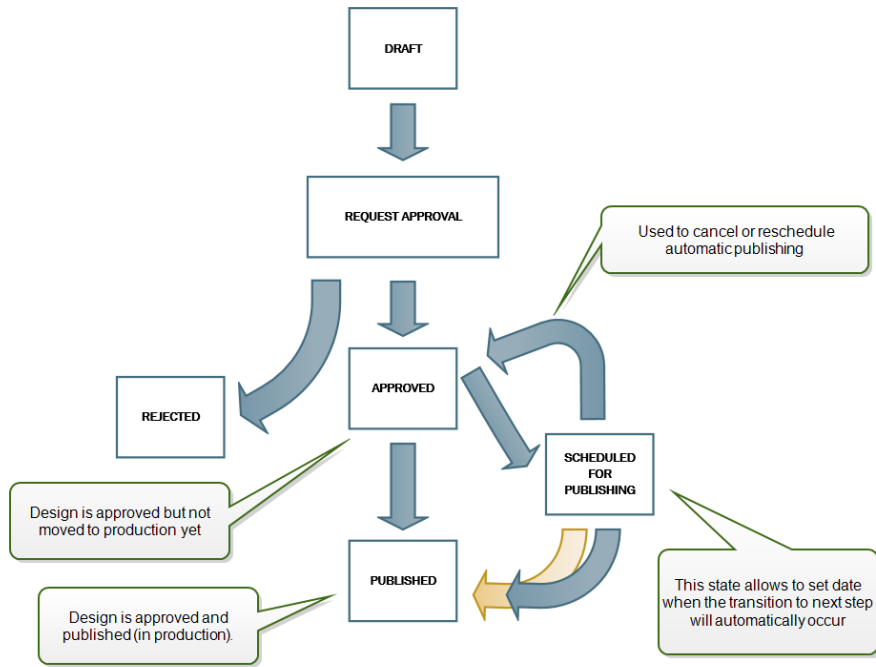 DRAFT
REQUEST APPROVAL
Used to cancel or reschedule
automatic publishing
APPROVED
REJECTED
SCHEDULED
FOR
PUBLISHING
Design is approved but not
moved to production yet
PUBLISHED
This state allows to set date
when the transition to next step
will automatically occur
Design is approved and
published (in production).